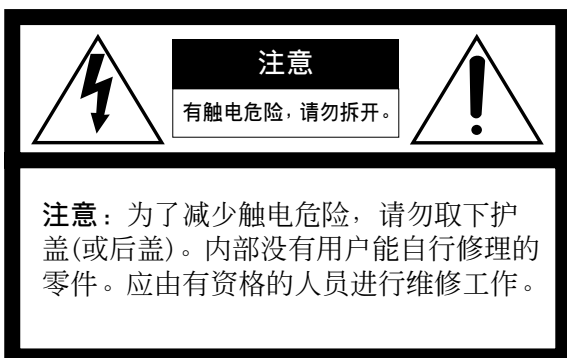 注意
有触电危险，请勿拆开。
注意：为了减少触电危险，请勿取下护
盖(或后盖)。内部没有用户能自行修理的
零件。应由有资格的人员进行维修工作。